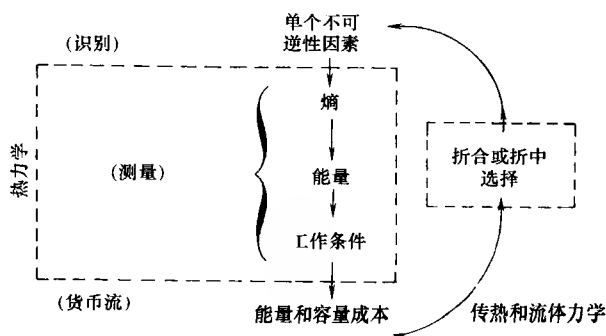 单个不可
逆性因素
(识别)
熵
热力学
(测量)
能量
工作条件
折合或折中
选择
(货币流)
能量和容量成本
传热和流体力学